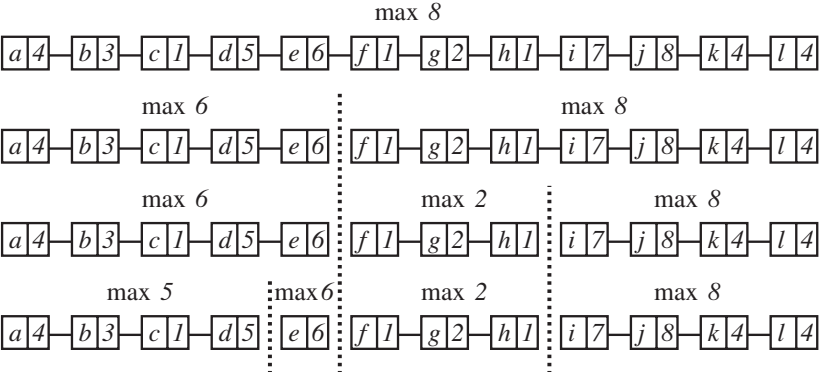 max 8
a 4 b 3 c 1 d 5 e 6 f 1 g 2 h 1 i 7 j 8 k 4 l 4
max 6 max 8
a 4 b 3 c 1 d 5 e 6 f 1 g 2 h 1 i 7 j 8 k 4 l 4
max 6 max 2 max 8
a 4 b 3 c 1 d 5 e 6 f 1 g 2 h 1 i 7 j 8 k 4 l 4
max 5 max 6 max 2 max 8
a 4 b 3 c 1 d 5 e 6 f 1 g 2 h 1 i 7 j 8 k 4 l 4